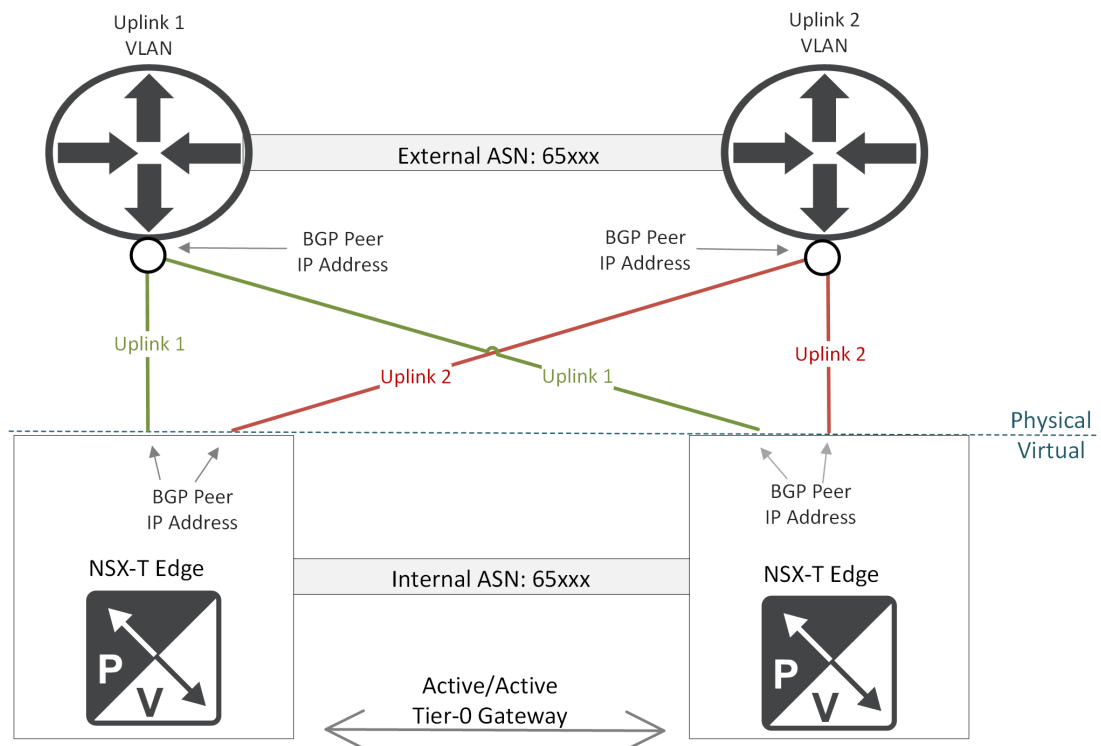 Uplink 1
VLAN
Uplink 2
VLAN
External ASN: 65xxx
BGP Peer
IP Address
BGP Peer
IP Address
Uplink 1
Uplink 2
Uplink 1
Uplink 2
Physical
Virtual
BGP Peer
IP Address
BGP Peer
IP Address
NSX-T Edge
Internal ASN: 65xxx
NSX-T Edge
P
V
P
V
Active/Active
Tier-0 Gateway